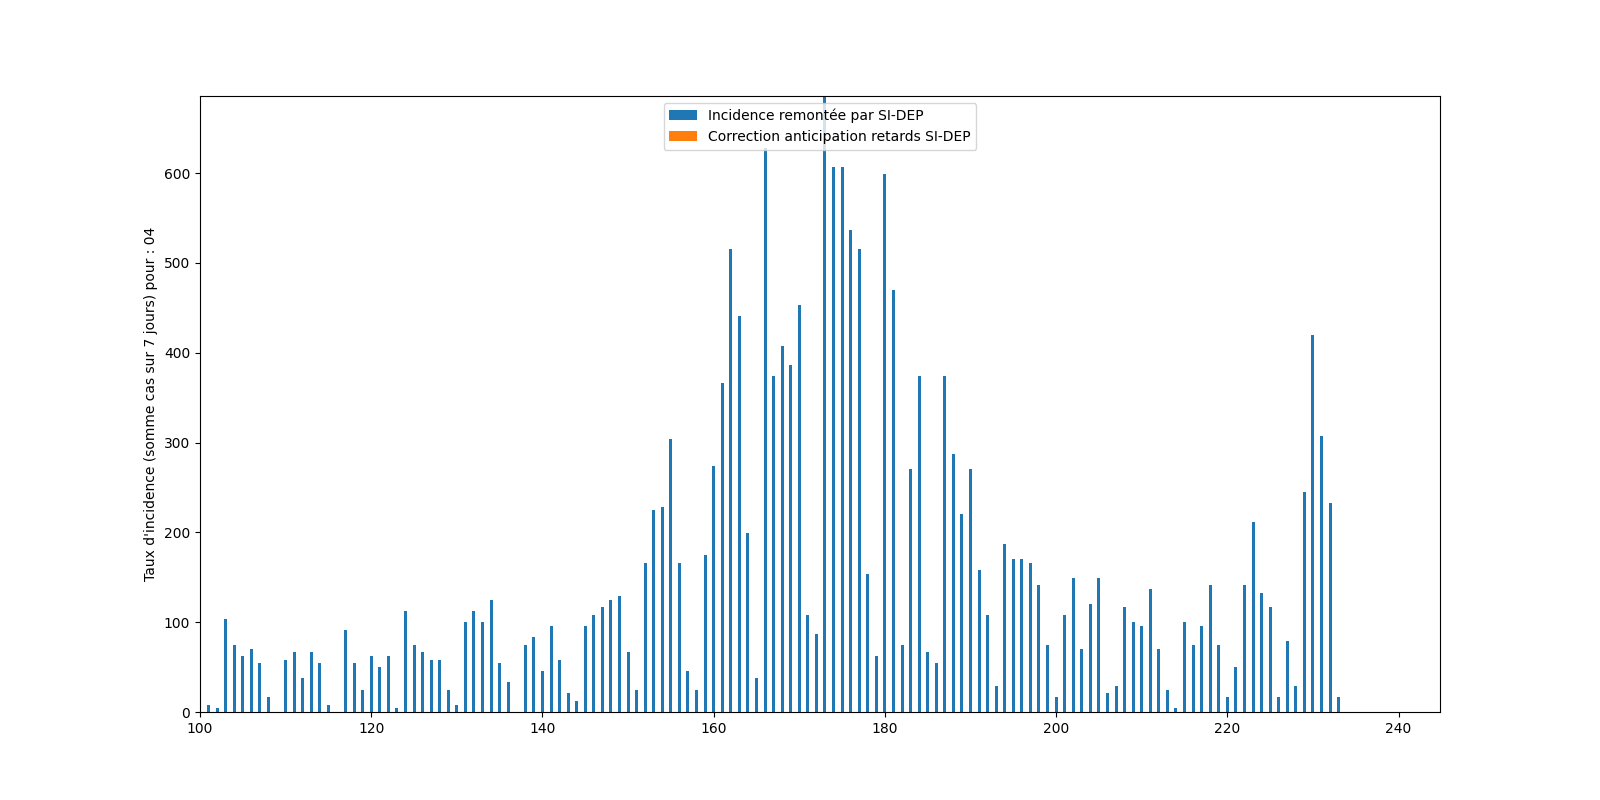 Incidence remontée par SI-DEP
Correction anticipation retards SI-DEP
Taux d'incidence (somme cas sur 7 jours) pour : 04
600
500
400
300
200
100
0
100 120 140 160 180 200 220 240